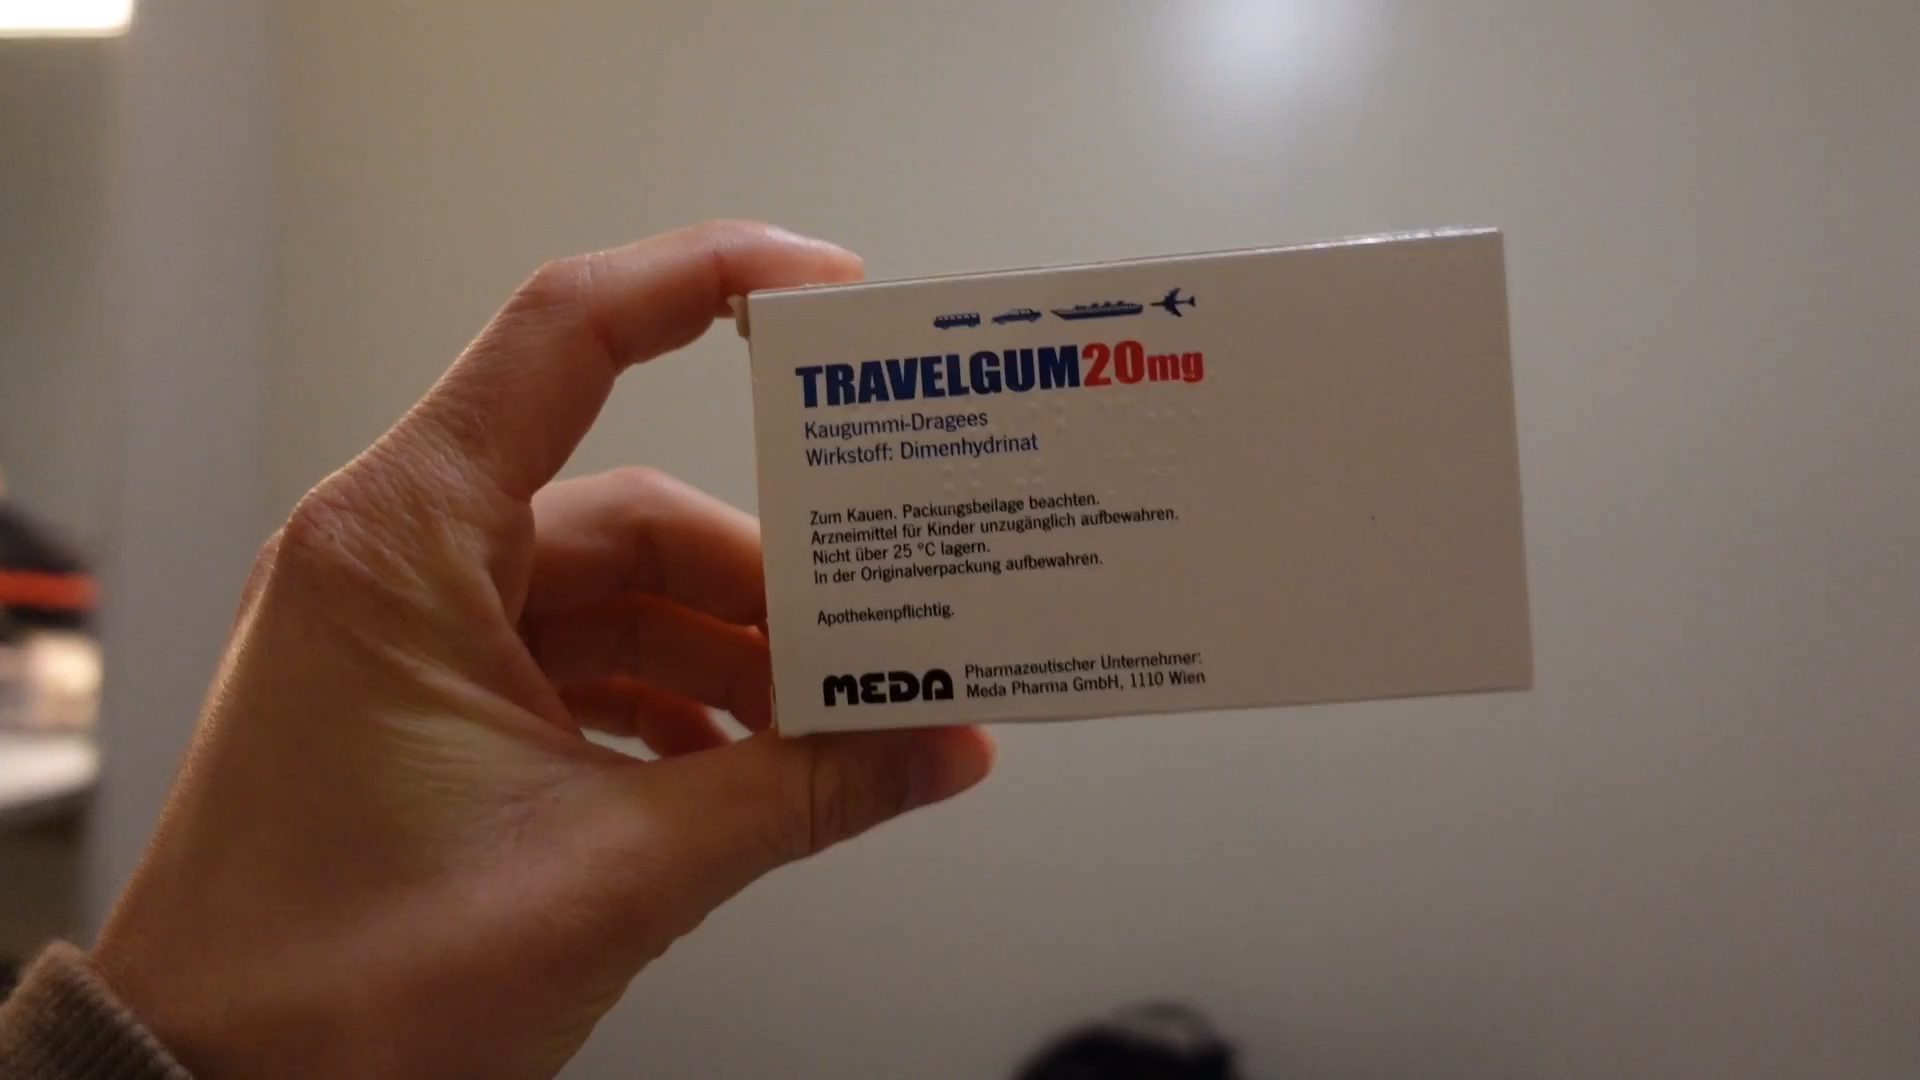 TRAVELGUM20mg
Kaugummi-Dragees
Wirkstoff: Dimenhydrinat
Zum Kauen. Packungsbeilage beachten.
Arzneimittel für Kinder unzugänglich aufbewahren.
Nicht über 25 °C lagern.
In der Originalverpackung aufbewahren.
Apothekenpflichtig.
MEDA
Pharmazeutischer Unternehmer:
Meda Pharma GmbH, 1110 Wien